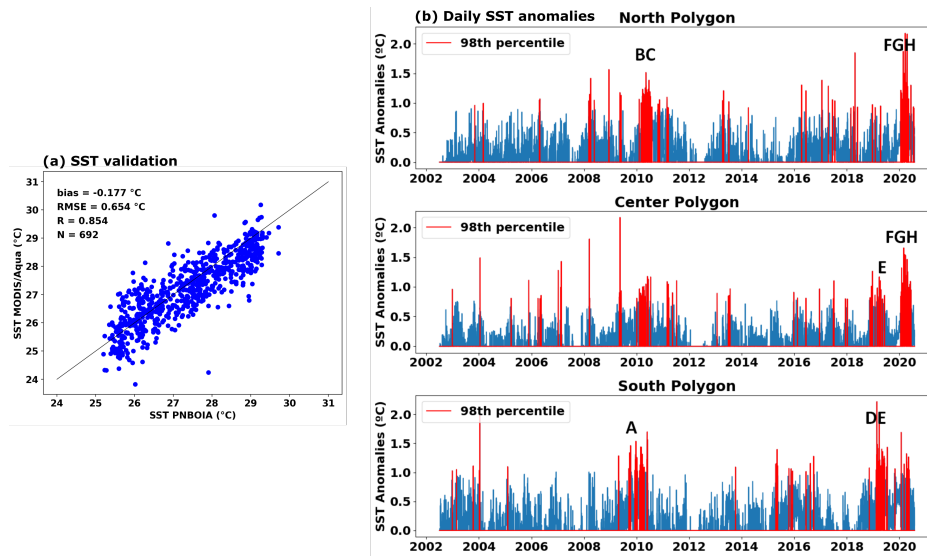 (b) Daily SST anomalies
North Polygon
SST Anomalies (ºC)
98th percentile
BC
FGH
2.0
1.5
1.0
0.5
0.0
2002 2004 2006 2008 2010 2012 2014 2016 2018 2020
(a) SST validation
bias = -0.177 °C
RMSE = 0.654 °C
R = 0.854
N = 692
SST MODIS/Aqua (°C)
31
30
29
28
27
26
25
24
24 25 26 27 28 29 30 31
SST PNBOIA (°C)
Center Polygon
SST Anomalies (ºC)
98th percentile
E
FGH
2.0
1.5
1.0
0.5
0.0
2002 2004 2006 2008 2010 2012 2014 2016 2018 2020
South Polygon
SST Anomalies (ºC)
98th percentile
A
DE
2.0
1.5
1.0
0.5
0.0
2002 2004 2006 2008 2010 2012 2014 2016 2018 2020